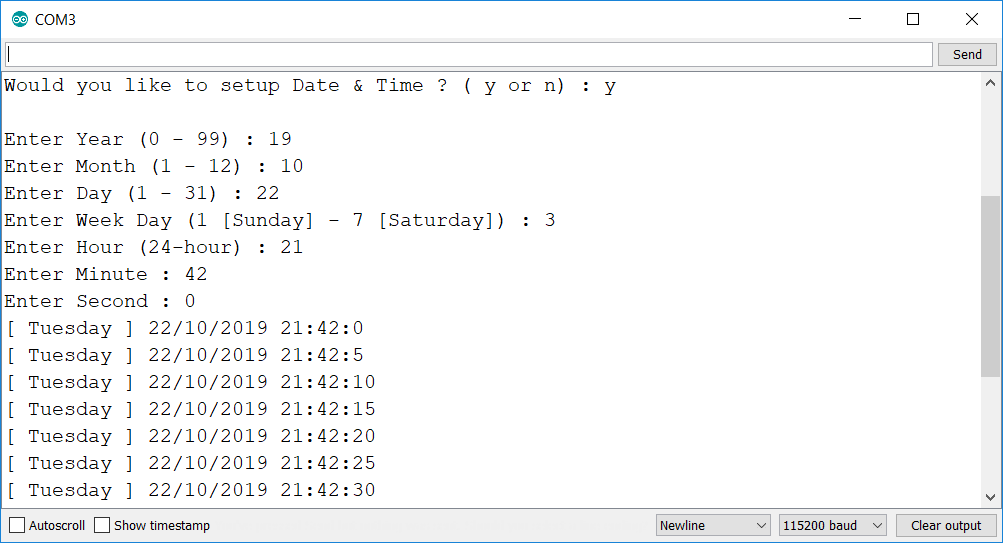 COM3
Send
Would you like to setup Date & Time ? ( y or n) : y
Enter Year (0 - 99) : 19
Enter Month (1 - 12) : 10
Enter Day (1 - 31) : 22
Enter Week Day (1 [Sunday] - 7 [Saturday]) : 3
Enter Hour (24-hour) : 21
Enter Minute : 42
Enter Second : 0
[ Tuesday ] 22/10/2019 21:42:0
[ Tuesday ] 22/10/2019 21:42:5
[ Tuesday ] 22/10/2019 21:42:10
[ Tuesday ] 22/10/2019 21:42:15
[ Tuesday ] 22/10/2019 21:42:20
[ Tuesday ] 22/10/2019 21:42:25
[ Tuesday ] 22/10/2019 21:42:30
Autoscroll Show timestamp Newline 115200 baud Clear output